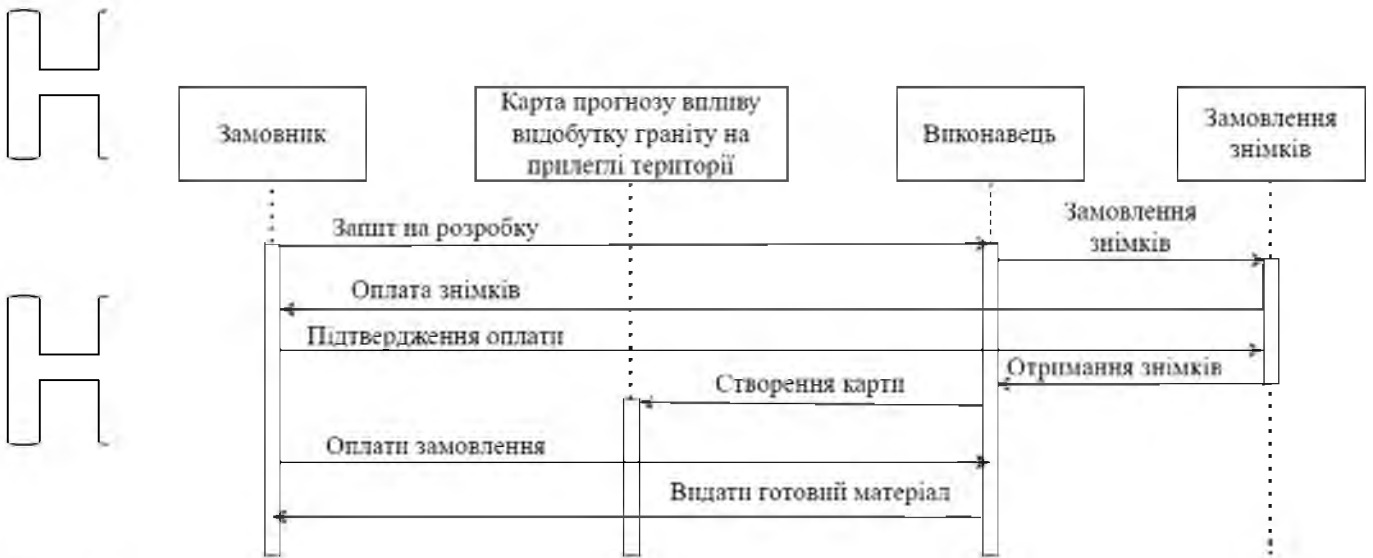 Замовник
Карта прогнозу впливу
видобутку граніту на
прилеглі території
Виконавець
Замовлення
знімків
Запит на розробку
Замовлення
знімків
Оплата знімків
Підтвердження оплати
Отримання знімків
Створення карти
Оплати замовлення
Видати готовий матеріал